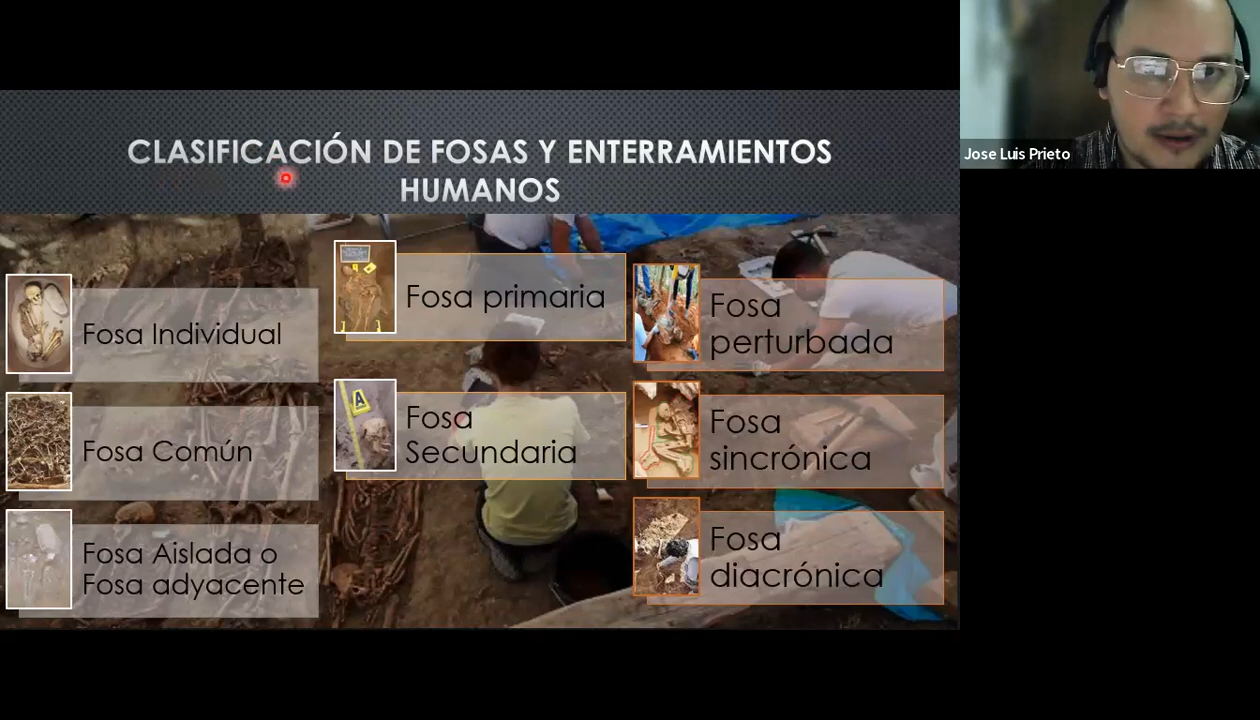 CLASIFICACIÓN DE FOSAS Y ENTERRAMIENTOS
HUMANOS
Jose Luis Prieto
Fosa Individual
Fosa Común
Fosa Aislada o
Fosa adyacente
Fosa primaria
A
Fosa
Secundaria
Fosa
perturbada
Fosa
sincrónica
Fosa
diacrónica